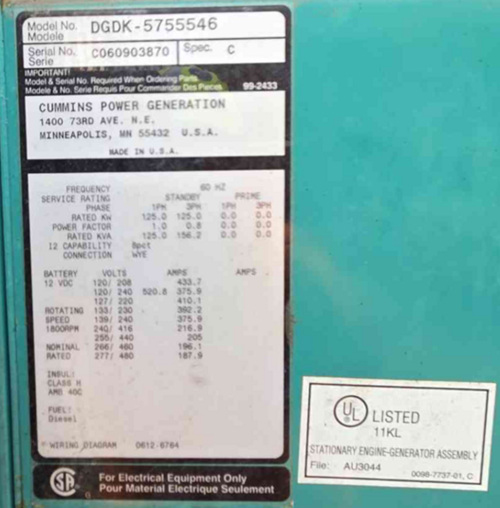 Model No. DGDK-5755546
Modele
Serial No. C060903870 Spec. C
Serie
IMPORTANT!
Model & Serial No. Required When Ordering Parts
Modele & No. Serie Requis Pour Commander Des Pieces 99-2433
CUMMINS POWER GENERATION
1400 73RD AVE. N.E.
MINNEAPOLIS, MN 55432 U.S.A.
MADE IN U.S.A.
FREQUENCY 60 HZ
SERVICE RATING STANDBY PRIME
PHASE 1PH 3PH 1PH 3PH
RATED KW 125.0 125.0 0.0 0.0
POWER FACTOR 1.0 0.8 0.0 0.0
RATED KVA 125.0 156.2 0.0 0.0
I2 CAPABILITY 8pct
CONNECTION WYE
BATTERY VOLTS AMPS AMPS
12 VDC 120/ 208 433.7
120/ 240 520.8 375.9
127/ 220 410.1
ROTATING 133/ 230 392.2
SPEED 139/ 240 375.9
1800RPM 240/ 416 216.9
255/ 440 205
NOMINAL 266/ 460 196.1
RATED 277/ 480 187.9
INSUL:
CLASS H
AMB 40C
FUEL:
Diesel
WIRING DIAGRAM 0612-6764
SA For Electrical Equipment Only
Pour Material Electrique Seulement
UL LISTED
11KL
STATIONARY ENGINE-GENERATOR ASSEMBLY
File: AU3044
0098-7737-01, C